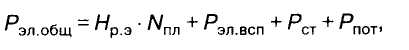 Pэл.общ = Hр.э · Nпл + Pэл.всп + Pст + Pпот,